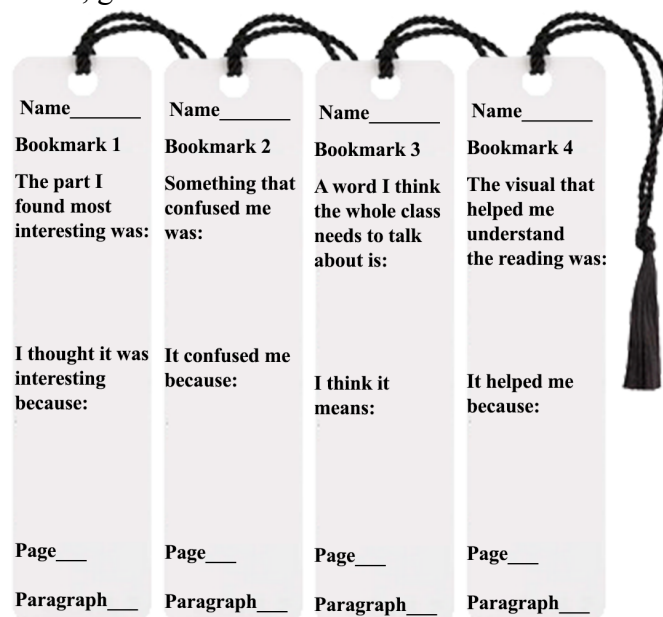 Name_______
Bookmark 1
The part I
found most
interesting was:
I thought it was
interesting
because:
Page___
Paragraph___
Name_______
Bookmark 2
Something that
confused me
was:
It confused me
because:
Page___
Paragraph___
Name_______
Bookmark 3
A word I think
the whole class
needs to talk
about is:
I think it
means:
Page___
Paragraph___
Name_______
Bookmark 4
The visual that
helped me
understand
the reading was:
It helped me
because:
Page___
Paragraph___